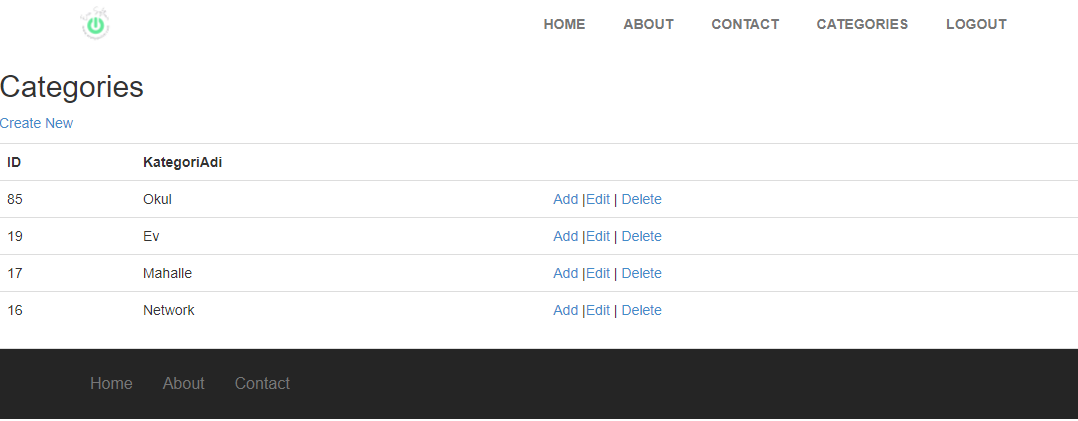 HOME ABOUT CONTACT CATEGORIES LOGOUT
Categories
Create New
ID KategoriAdi
85 Okul Add |Edit | Delete
19 Ev Add |Edit | Delete
17 Mahalle Add |Edit | Delete
16 Network Add |Edit | Delete
Home About Contact